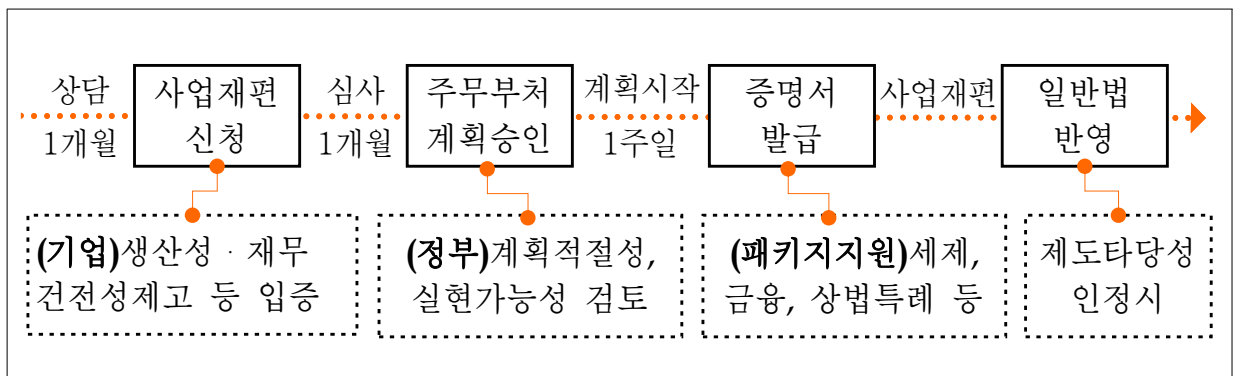 상담
1개월
사업재편
신청
심사
1개월
주무부처
계획승인
계획시작
1주일
증명서
발급
사업재편
일반법
반영
(기업)생산성 · 재무
건전성제고 등 입증
(정부)계획적절성,
실현가능성 검토
(패키지지원)세제,
금융, 상법특례 등
제도타당성
인정시